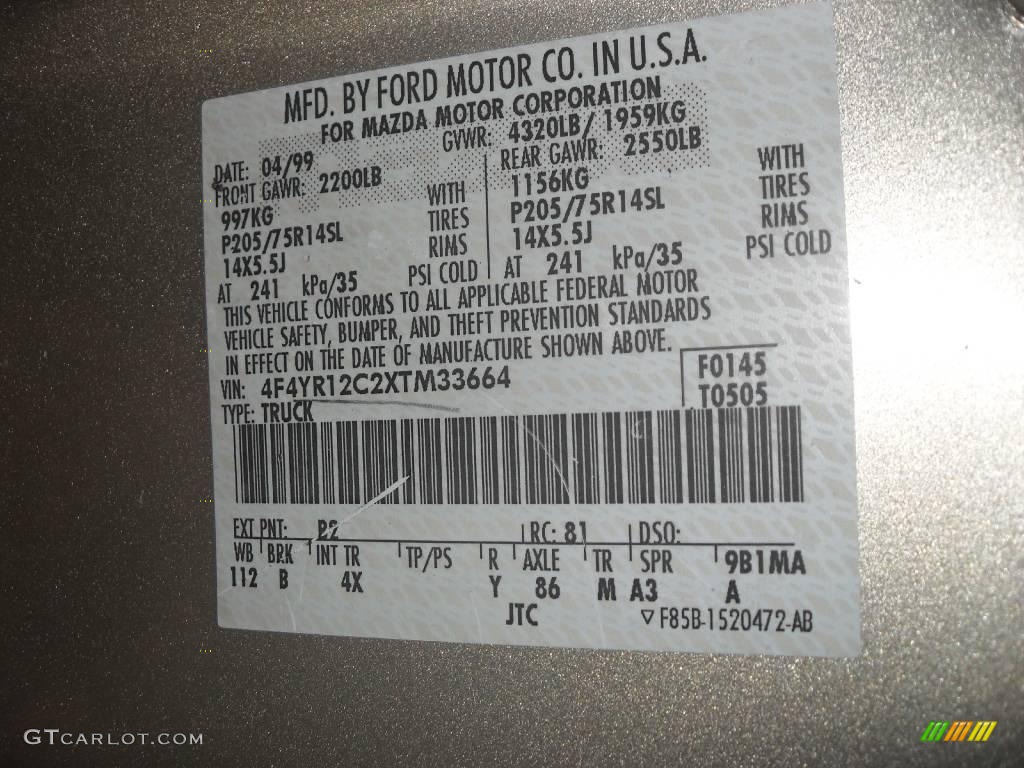 MFD. BY FORD MOTOR CO. IN U.S.A.
FOR MAZDA MOTOR CORPORATION
DATE: 04/99 GVWR: 4320LB/ 1959KG
FRONT GAWR: 2200LB REAR GAWR: 2550LB
997KG WITH 1156KG WITH
P205/75R14SL TIRES P205/75R14SL TIRES
14X5.5J RIMS 14X5.5J RIMS
AT 241 kPa/35 PSI COLD AT 241 kPa/35 PSI COLD
THIS VEHICLE CONFORMS TO ALL APPLICABLE FEDERAL MOTOR
VEHICLE SAFETY, BUMPER, AND THEFT PREVENTION STANDARDS
IN EFFECT ON THE DATE OF MANUFACTURE SHOWN ABOVE.
VIN: 4F4YR12C2XTM33664 F0145
TYPE: TRUCK T0505
EXT PNT: B2 RC: 81 DSO:
WB BRK INT TR TP/PS R AXLE TR SPR 9B1MA
112 B 4X Y 86 M A3 A
JTC F85B-1520472-AB
GTCARLOT.COM